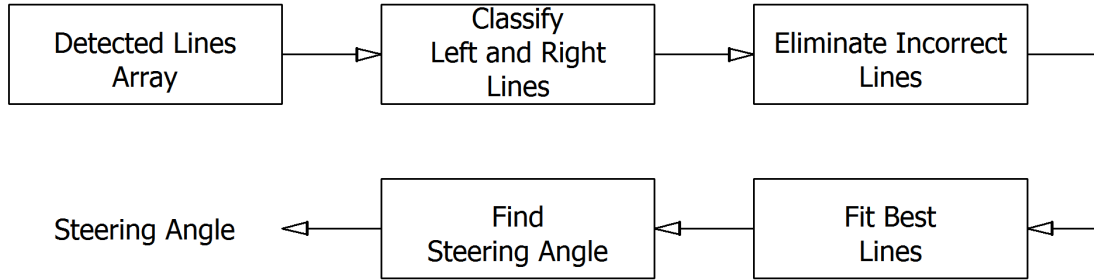 Detected Lines
Array
Classify
Left and Right
Lines
Eliminate Incorrect
Lines
Fit Best
Lines
Find
Steering Angle
Steering Angle